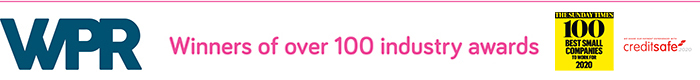 WPR
Winners of over 100 industry awards
THE SUNDAY TIMES
100
BEST SMALL
COMPANIES
TO WORK FOR
2020
creditsafe